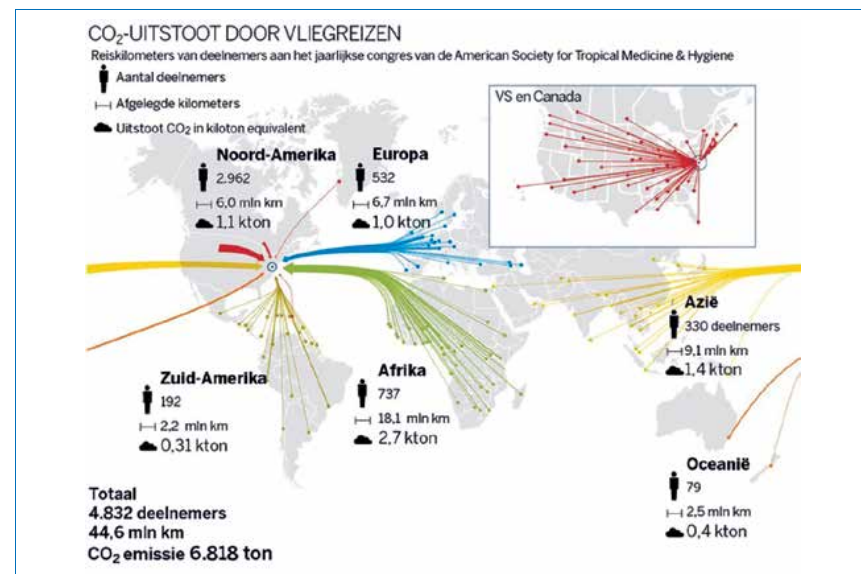 CO₂-UITSTOOT DOOR VLIEGREIZEN
Reiskilometers van deelnemers aan het jaarlijkse congres van de American Society for Tropical Medicine & Hygiene
Aantal deelnemers
Afgelegde kilometers
Uitstoot CO₂ in kiloton equivalent
VS en Canada
Noord-Amerika
2.962
6,0 mln km
1,1 kton
Europa
532
6,7 mln km
1,0 kton
Azië
330 deelnemers
9,1 mln km
1,4 kton
Zuid-Amerika
192
2,2 mln km
0,31 kton
Afrika
737
18,1 mln km
2,7 kton
Oceanië
79
2,5 mln km
0,4 kton
Totaal
4.832 deelnemers
44,6 mln km
CO₂ emissie 6.818 ton